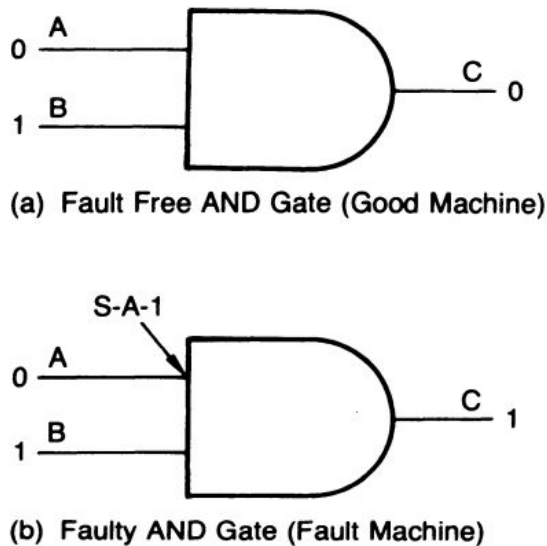 A
0
C
0
B
1
(a) Fault Free AND Gate (Good Machine)
S-A-1
A
0
C
1
B
1
(b) Faulty AND Gate (Fault Machine)